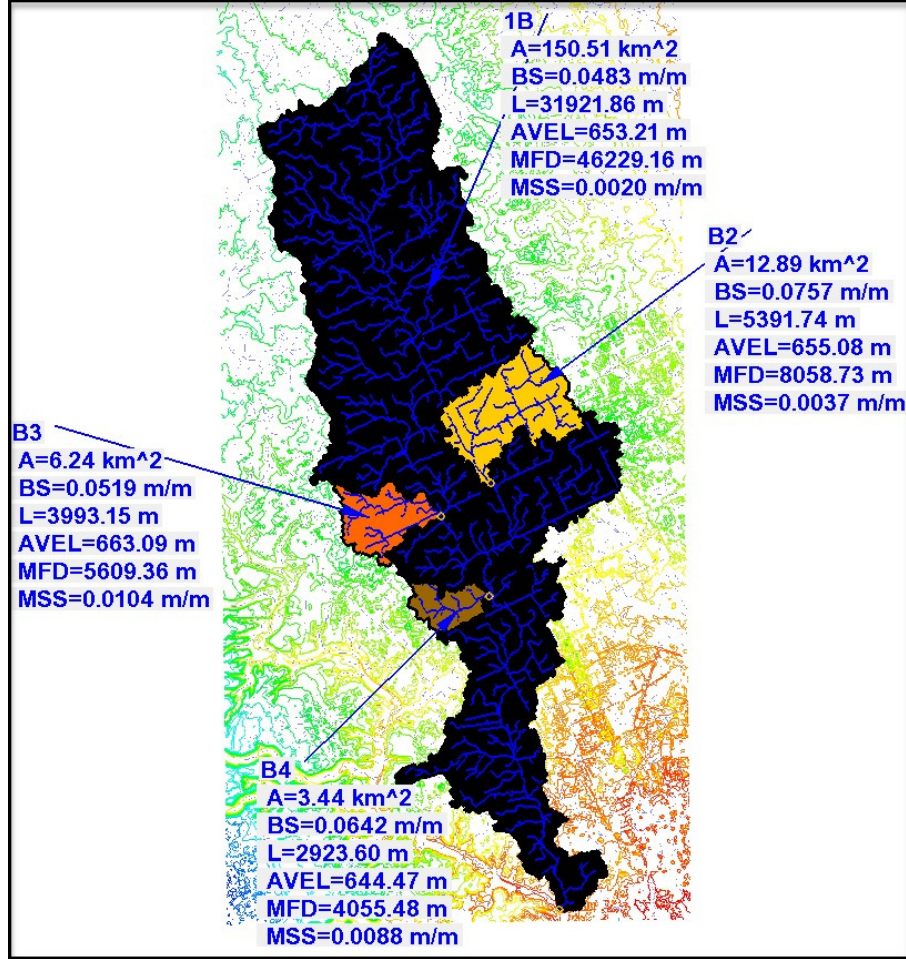 1B
A=150.51 km^2
BS=0.0483 m/m
L=31921.86 m
AVEL=653.21 m
MFD=46229.16 m
MSS=0.0020 m/m
B2
A=12.89 km^2
BS=0.0757 m/m
L=5391.74 m
AVEL=655.08 m
MFD=8058.73 m
MSS=0.0037 m/m
B3
A=6.24 km^2
BS=0.0519 m/m
L=3993.15 m
AVEL=663.09 m
MFD=5609.36 m
MSS=0.0104 m/m
B4
A=3.44 km^2
BS=0.0642 m/m
L=2923.60 m
AVEL=644.47 m
MFD=4055.48 m
MSS=0.0088 m/m